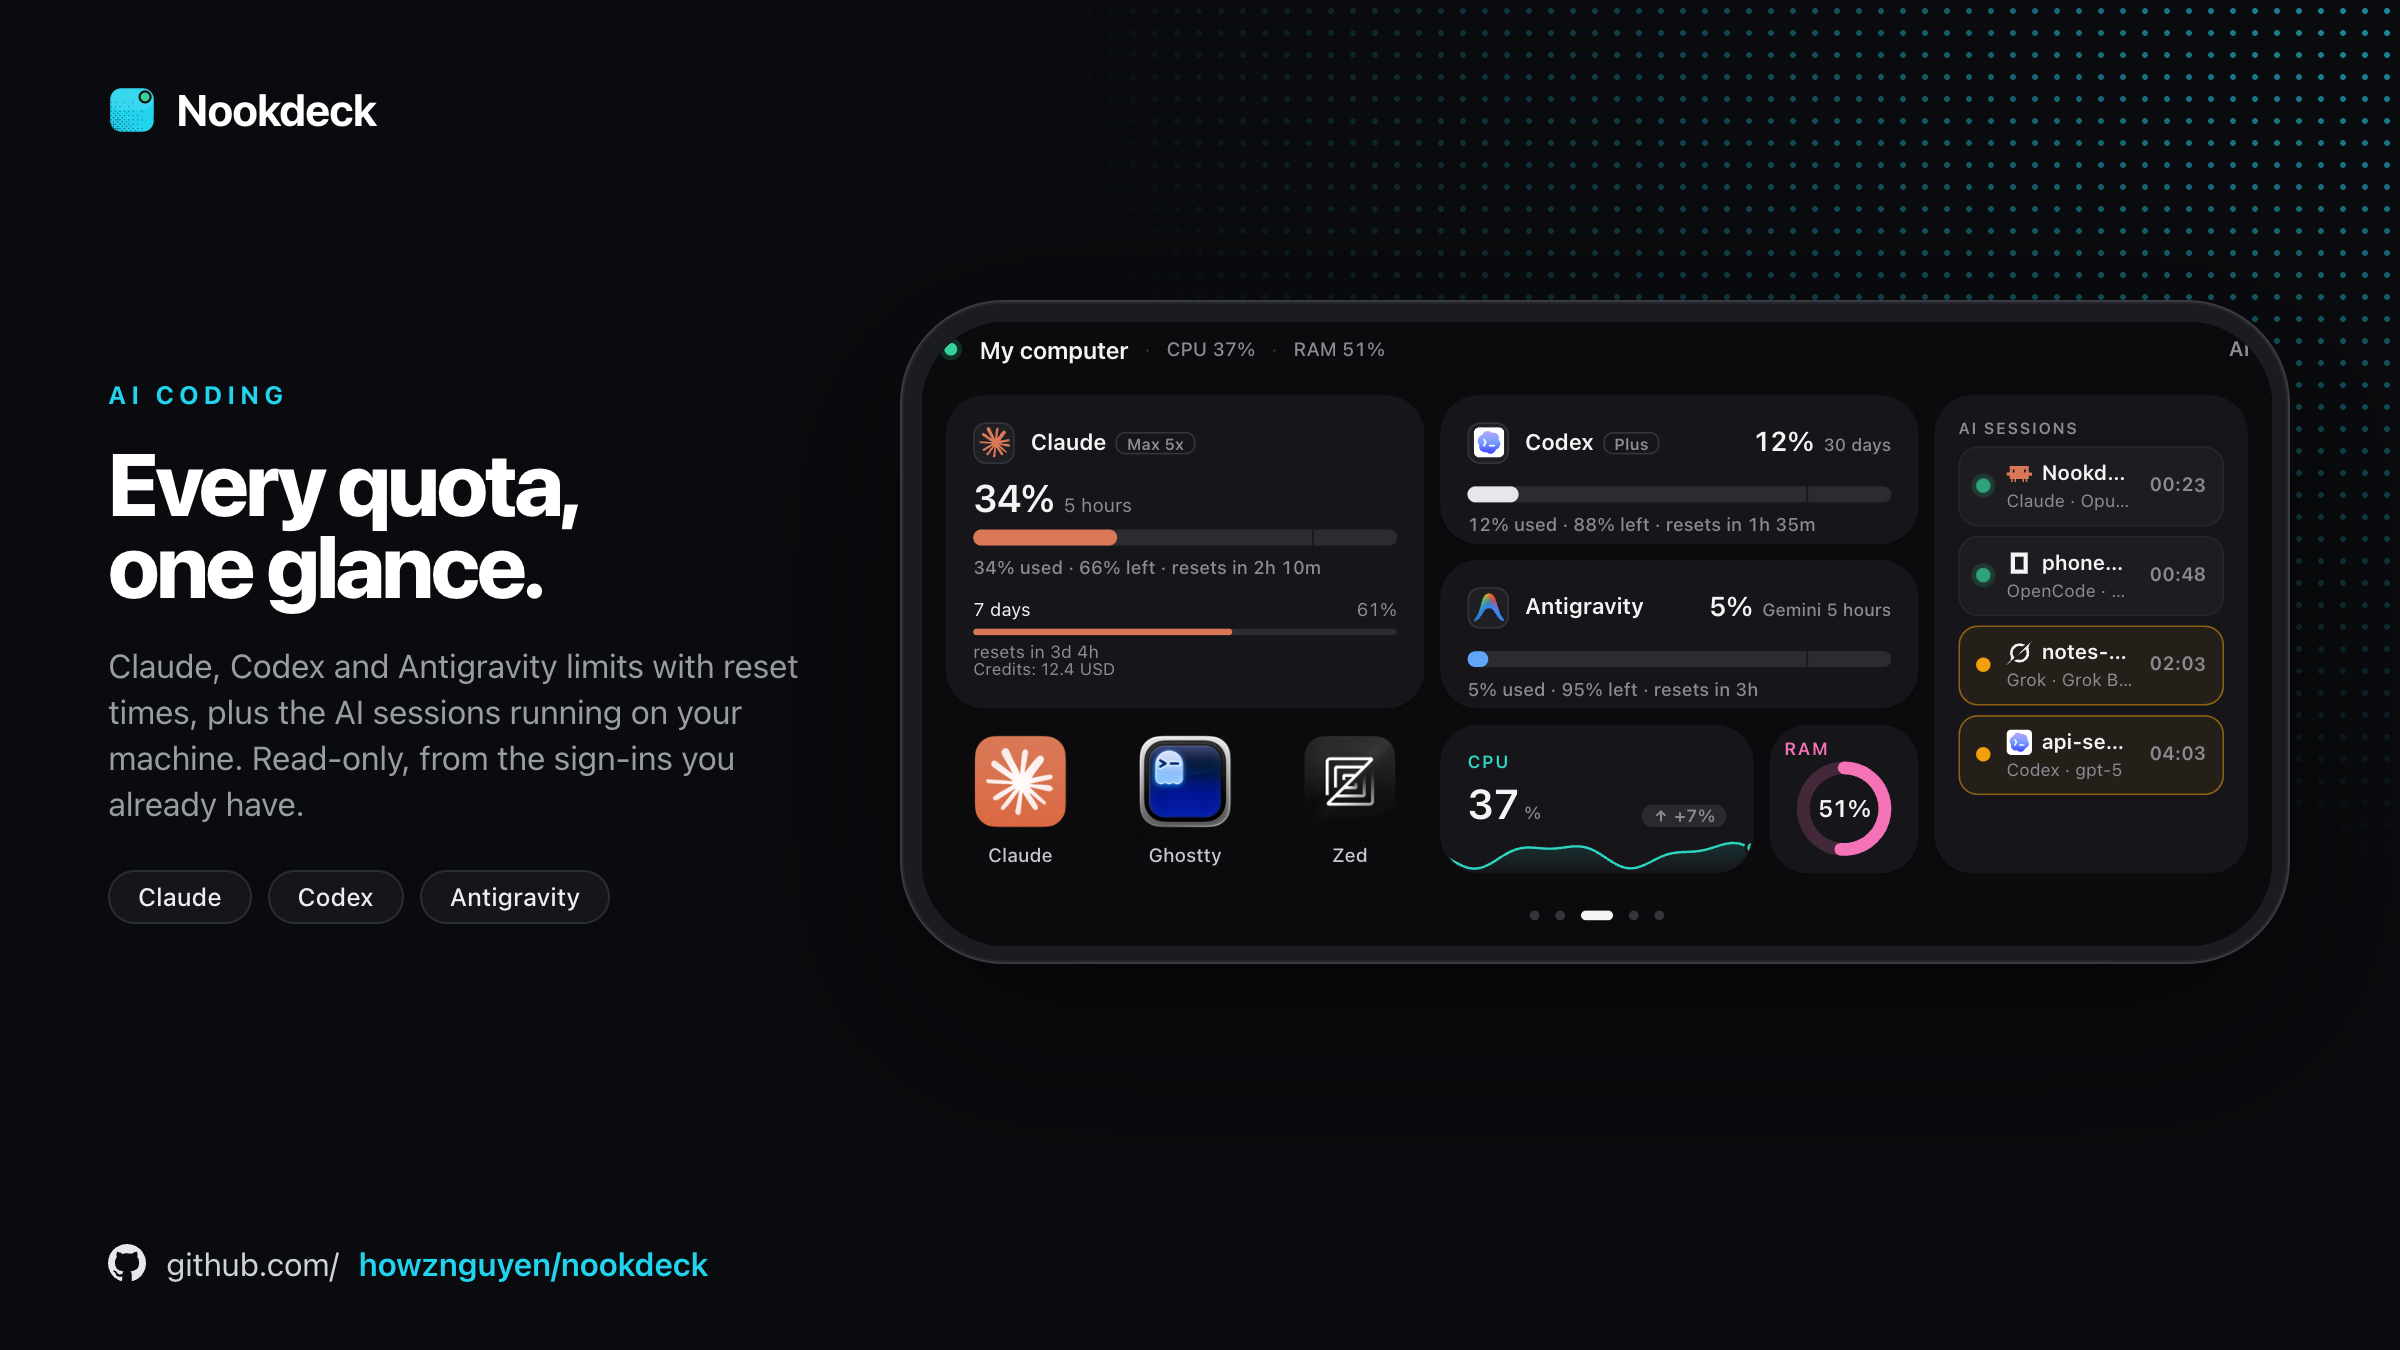 Nookdeck
AI CODING
Every quota,
one glance.
Claude, Codex and Antigravity limits with reset
times, plus the AI sessions running on your
machine. Read-only, from the sign-ins you
already have.
Claude
Codex
Antigravity
github.com/ howznguyen/nookdeck
My computer · CPU 37% · RAM 51%
AI
Claude Max 5x
34% 5 hours
34% used · 66% left · resets in 2h 10m
7 days 61%
resets in 3d 4h
Credits: 12.4 USD
Codex Plus 12% 30 days
12% used · 88% left · resets in 1h 35m
Antigravity 5% Gemini 5 hours
5% used · 95% left · resets in 3h
Claude
Ghostty
Zed
CPU
37 %
↑ +7%
RAM
51%
AI SESSIONS
Nookd... 00:23
Claude · Opu...
phone... 00:48
OpenCode · ...
notes-... 02:03
Grok · Grok B...
api-se... 04:03
Codex · gpt-5